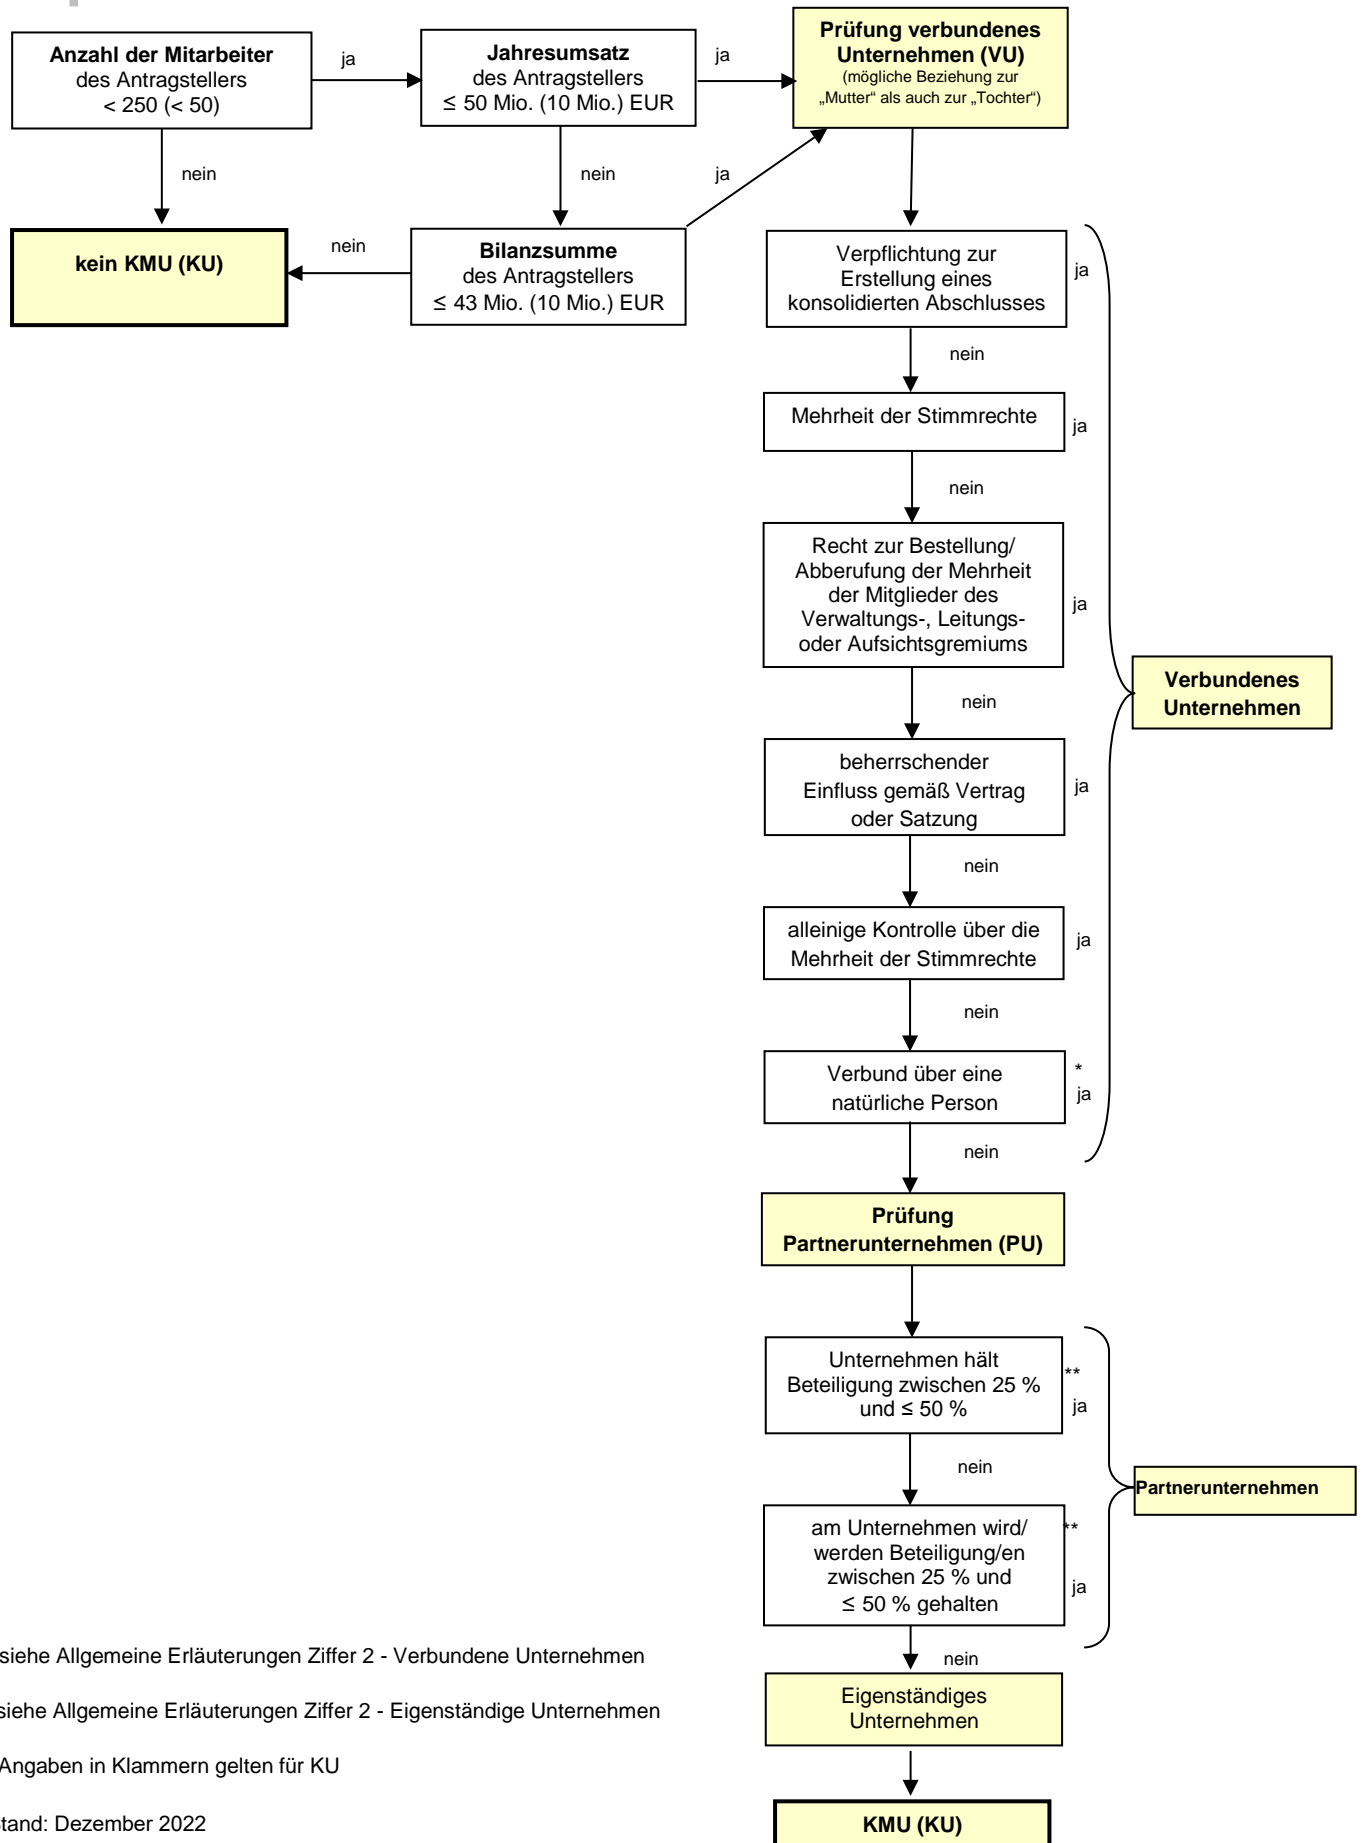 Anzahl der Mitarbeiter
des Antragstellers
< 250 (< 50)
ja
Jahresumsatz
des Antragstellers
≤ 50 Mio. (10 Mio.) EUR
ja
Prüfung verbundenes
Unternehmen (VU)
(mögliche Beziehung zur
„Mutter“ als auch zur „Tochter“)
nein
nein
ja
kein KMU (KU)
nein
Bilanzsumme
des Antragstellers
≤ 43 Mio. (10 Mio.) EUR
Verpflichtung zur
Erstellung eines
konsolidierten Abschlusses
ja
nein
Mehrheit der Stimmrechte
ja
nein
Recht zur Bestellung/
Abberufung der Mehrheit
der Mitglieder des
Verwaltungs-, Leitungs-
oder Aufsichtsgremiums
ja
nein
Verbundenes
Unternehmen
beherrschender
Einfluss gemäß Vertrag
oder Satzung
ja
nein
alleinige Kontrolle über die
Mehrheit der Stimmrechte
ja
nein
Verbund über eine
natürliche Person
*
ja
nein
Prüfung
Partnerunternehmen (PU)
Unternehmen hält
Beteiligung zwischen 25 %
und ≤ 50 %
**
ja
nein
Partnerunternehmen
am Unternehmen wird/
werden Beteiligung/en
zwischen 25 % und
≤ 50 % gehalten
**
ja
nein
siehe Allgemeine Erläuterungen Ziffer 2 - Verbundene Unternehmen
siehe Allgemeine Erläuterungen Ziffer 2 - Eigenständige Unternehmen
Eigenständiges
Unternehmen
Angaben in Klammern gelten für KU
Stand: Dezember 2022
KMU (KU)